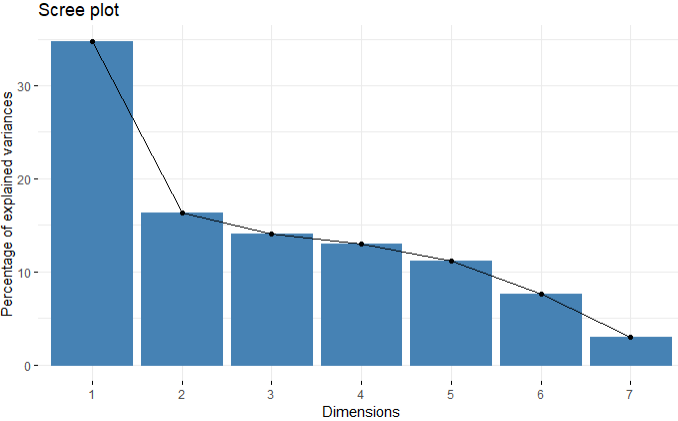 Scree plot
Percentage of explained variances
30
20
10
0
1 2 3 4 5 6 7
Dimensions